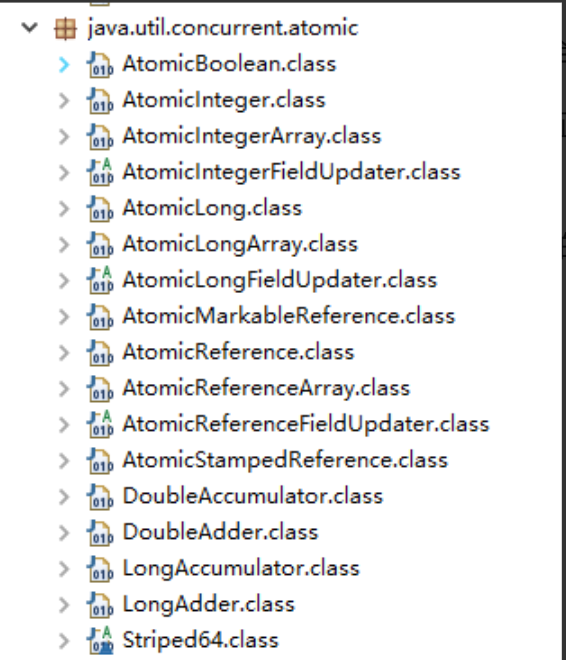 java.util.concurrent.atomic
AtomicBoolean.class
AtomicInteger.class
AtomicIntegerArray.class
AtomicIntegerFieldUpdater.class
AtomicLong.class
AtomicLongArray.class
AtomicLongFieldUpdater.class
AtomicMarkableReference.class
AtomicReference.class
AtomicReferenceArray.class
AtomicReferenceFieldUpdater.class
AtomicStampedReference.class
DoubleAccumulator.class
DoubleAdder.class
LongAccumulator.class
LongAdder.class
Striped64.class